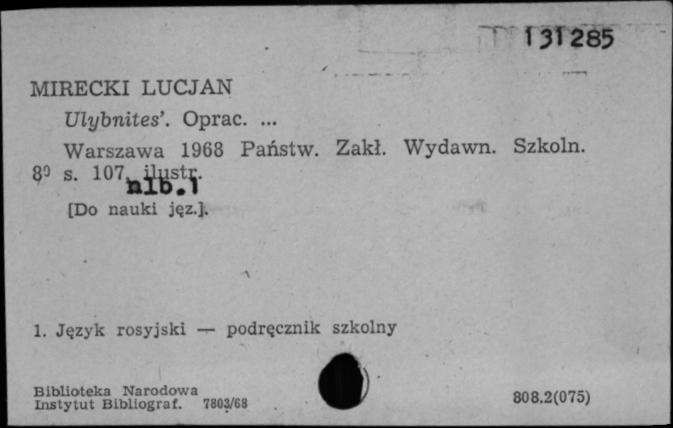 131285
MIRECKI LUCJAN
Ulybnites'. Oprac. ...
Warszawa 1968 Państw. Zakł. Wydawn. Szkoln.
8⁰ s. 107, ilustr.
nlb.1
[Do nauki jęz.].
1. Język rosyjski — podręcznik szkolny
Biblioteka Narodowa
Instytut Bibliograf. 7803/68
808.2(075)